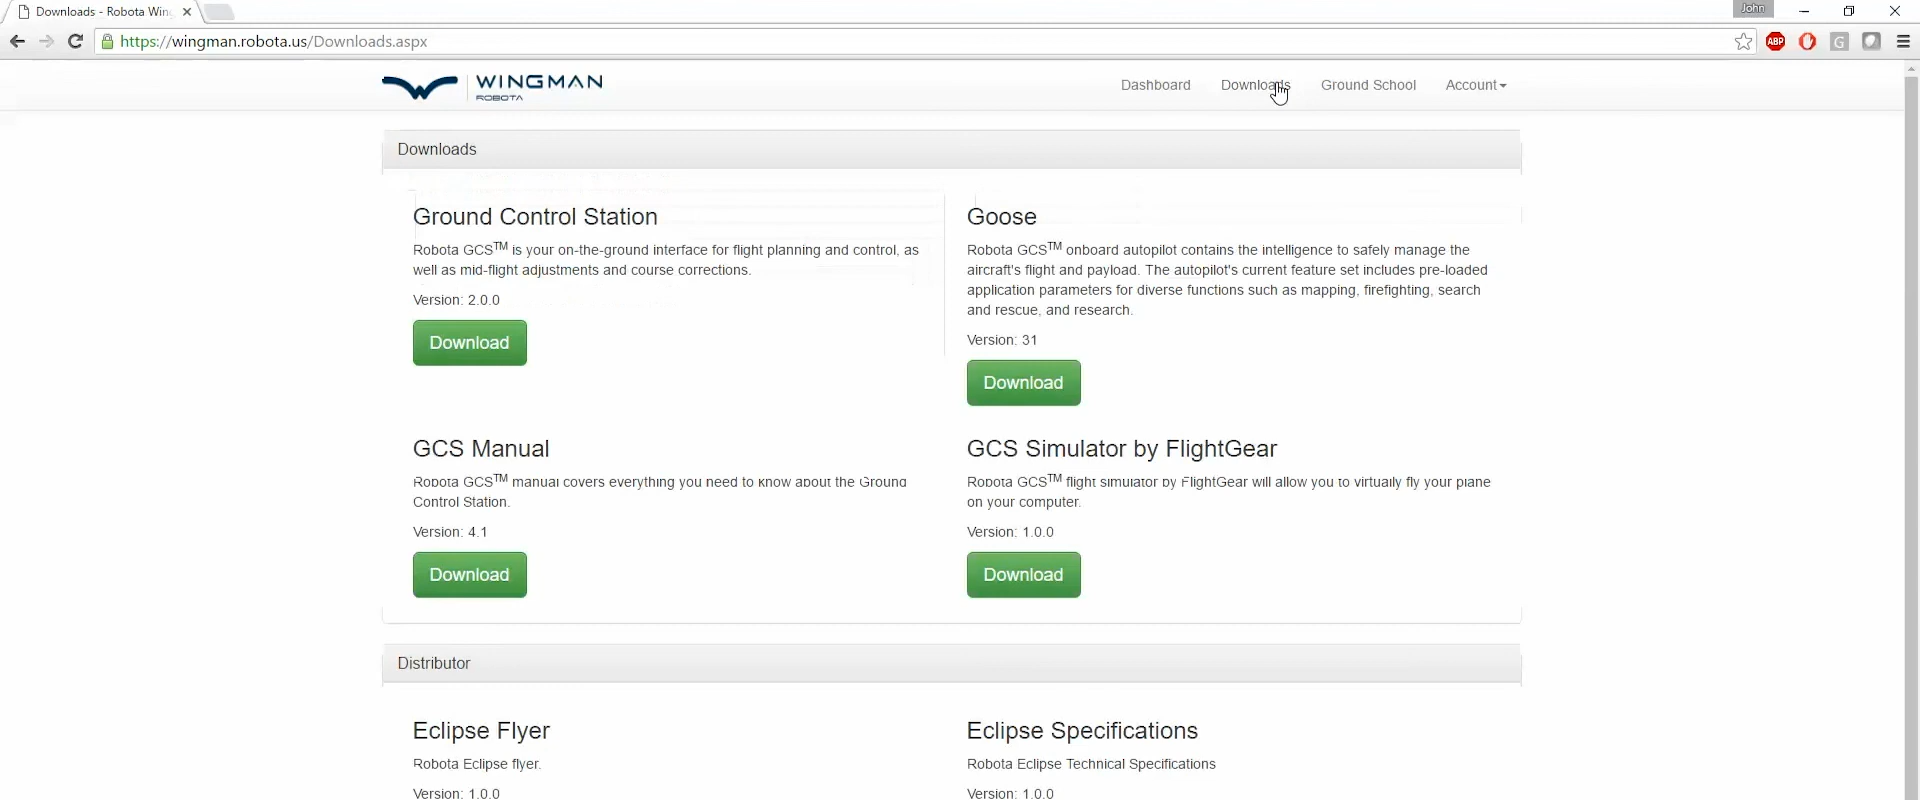 Downloads - Robota Win
John
https://wingman.robota.us/Downloads.aspx
ABP
G
WINGMAN
ROBOTA
Dashboard
Downloads
Ground School
Account
Downloads
Ground Control Station
Robota GCS™ is your on-the-ground interface for flight planning and control, as
well as mid-flight adjustments and course corrections.
Version: 2.0.0
Download
Goose
Robota GCS™ onboard autopilot contains the intelligence to safely manage the
aircraft's flight and payload. The autopilot's current feature set includes pre-loaded
application parameters for diverse functions such as mapping, firefighting, search
and rescue, and research.
Version: 31
Download
GCS Manual
Robota GCS™ manual covers everything you need to know about the Ground
Control Station.
Version: 4.1
Download
GCS Simulator by FlightGear
Robota GCS™ flight simulator by FlightGear will allow you to virtually fly your plane
on your computer.
Version: 1.0.0
Download
Distributor
Eclipse Flyer
Robota Eclipse flyer.
Version: 1.0.0
Eclipse Specifications
Robota Eclipse Technical Specifications
Version: 1.0.0